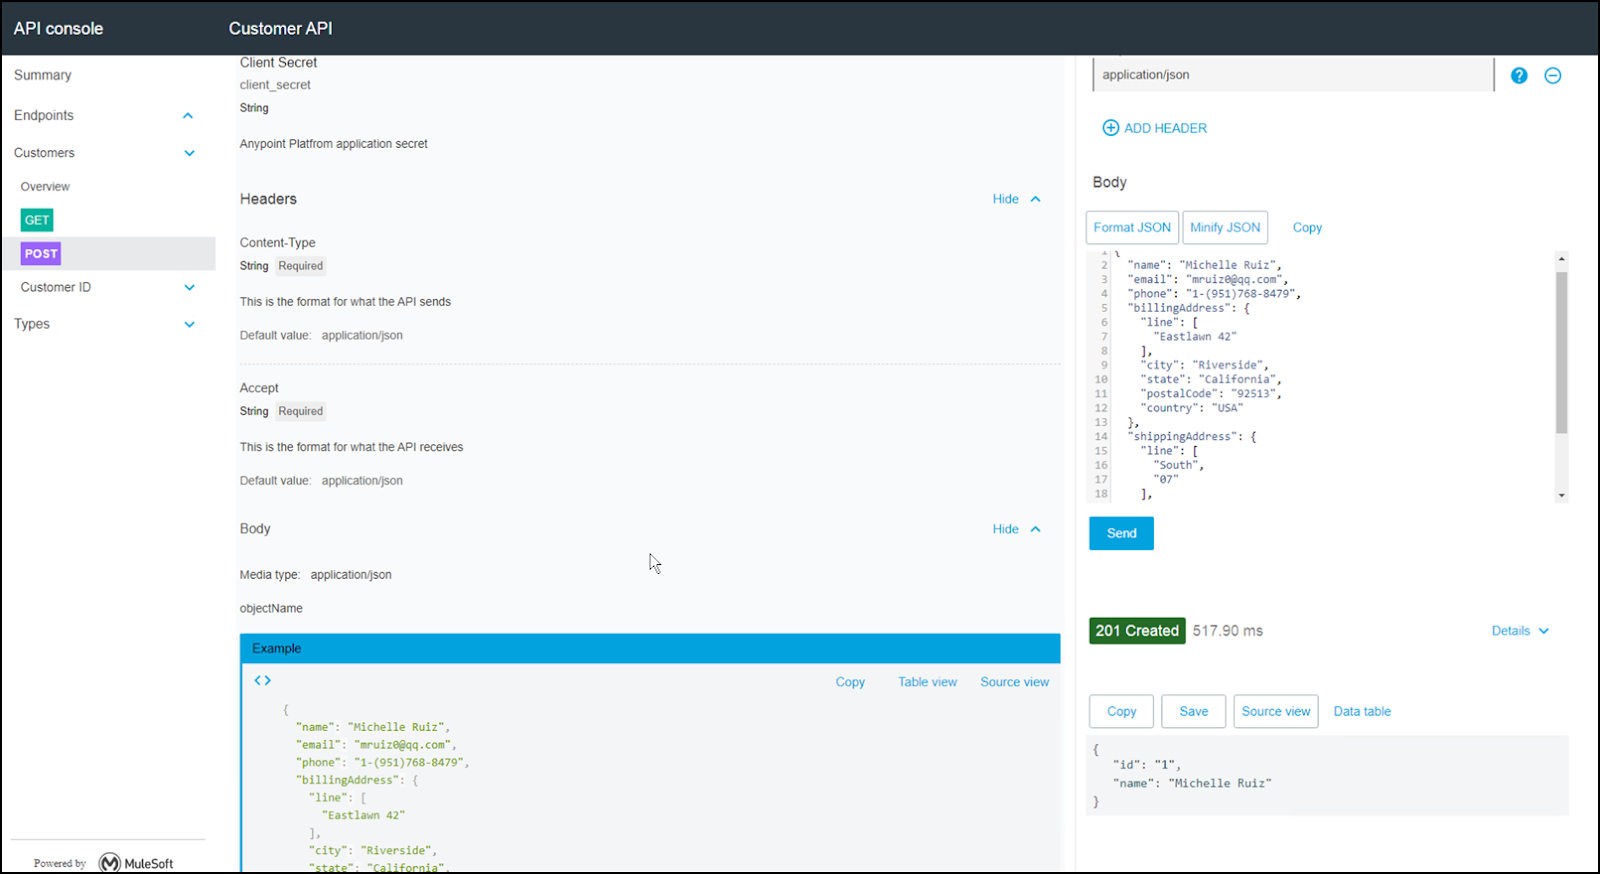 API console
Customer API
Summary
Endpoints
Customers
Overview
GET
POST
Customer ID
Types
Powered by MuleSoft
Client Secret
client_secret
String
Anypoint Platfrom application secret
Headers
Hide
Content-Type
String Required
This is the format for what the API sends
Default value: application/json
Accept
String Required
This is the format for what the API receives
Default value: application/json
Body
Hide
Media type: application/json
objectName
Example
<> Copy Table view Source view
{
"name": "Michelle Ruiz",
"email": "mruiz0@qq.com",
"phone": "1-(951)768-8479",
"billingAddress": {
"line": [
"Eastlawn 42"
],
"city": "Riverside",
"state": "California",
application/json
?
ADD HEADER
Body
Format JSON Minify JSON Copy
1 {
2 "name": "Michelle Ruiz",
3 "email": "mruiz0@qq.com",
4 "phone": "1-(951)768-8479",
5 "billingAddress": {
6 "line": [
7 "Eastlawn 42"
8 ],
9 "city": "Riverside",
10 "state": "California",
11 "postalCode": "92513",
12 "country": "USA"
13 },
14 "shippingAddress": {
15 "line": [
16 "South",
17 "07"
18 ],
Send
201 Created 517.90 ms
Details
Copy Save Source view Data table
{
"id": "1",
"name": "Michelle Ruiz"
}